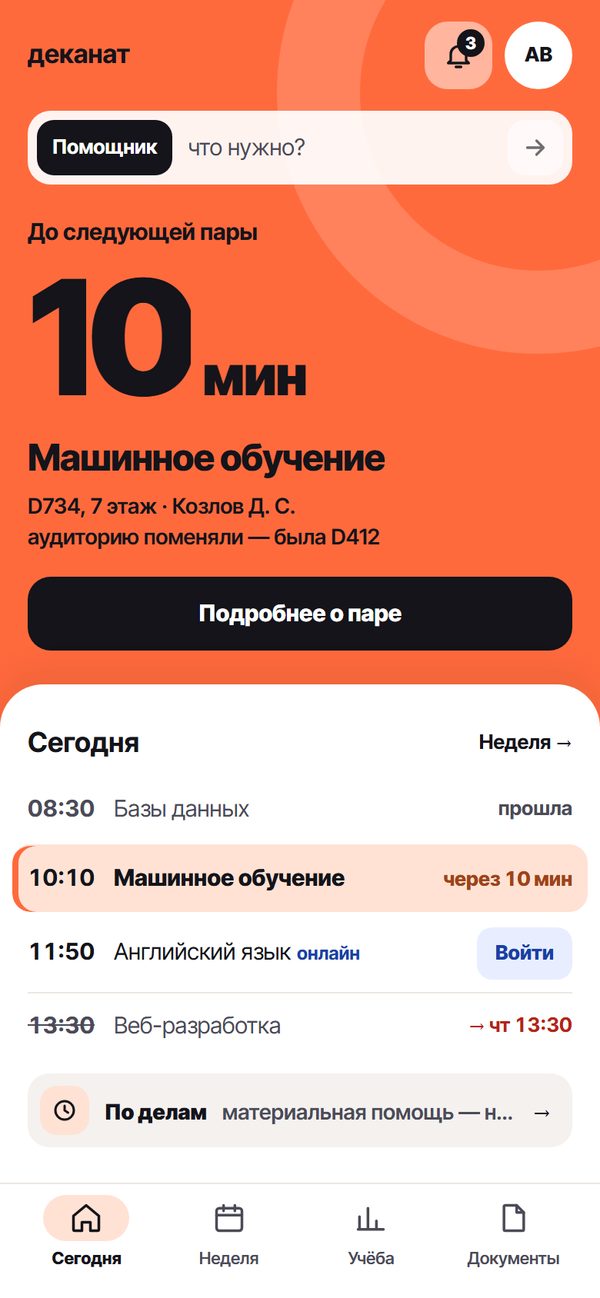 деканат
3
АВ
Помощник что нужно?
До следующей пары
10 мин
Машинное обучение
D734, 7 этаж · Козлов Д. С.
аудиторию поменяли — была D412
Подробнее о паре
Сегодня Неделя →
08:30 Базы данных прошла
10:10 Машинное обучение через 10 мин
11:50 Английский язык онлайн Войти
13:30 Веб-разработка → чт 13:30
По делам материальная помощь — н... →
Сегодня Неделя Учёба Документы